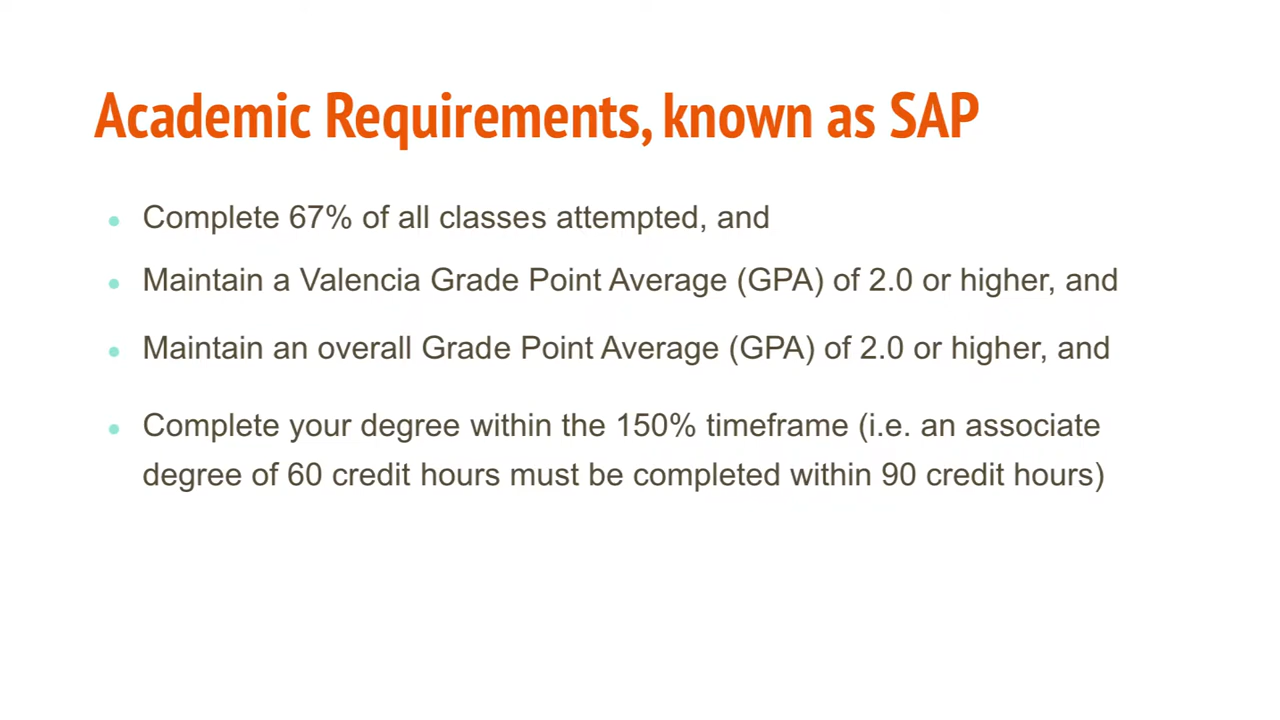 Academic Requirements, known as SAP
Complete 67% of all classes attempted, and
Maintain a Valencia Grade Point Average (GPA) of 2.0 or higher, and
Maintain an overall Grade Point Average (GPA) of 2.0 or higher, and
Complete your degree within the 150% timeframe (i.e. an associate
degree of 60 credit hours must be completed within 90 credit hours)